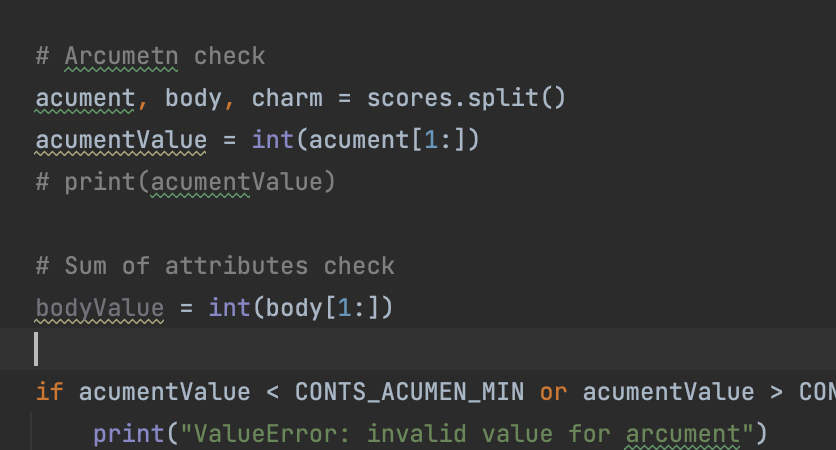 # Arcumetn check
acument, body, charm = scores.split()
acumentValue = int(acument[1:])
# print(acumentValue)
# Sum of attributes check
bodyValue = int(body[1:])
if acumentValue < CONTS_ACUMEN_MIN or acumentValue > CON
print("ValueError: invalid value for arcument")